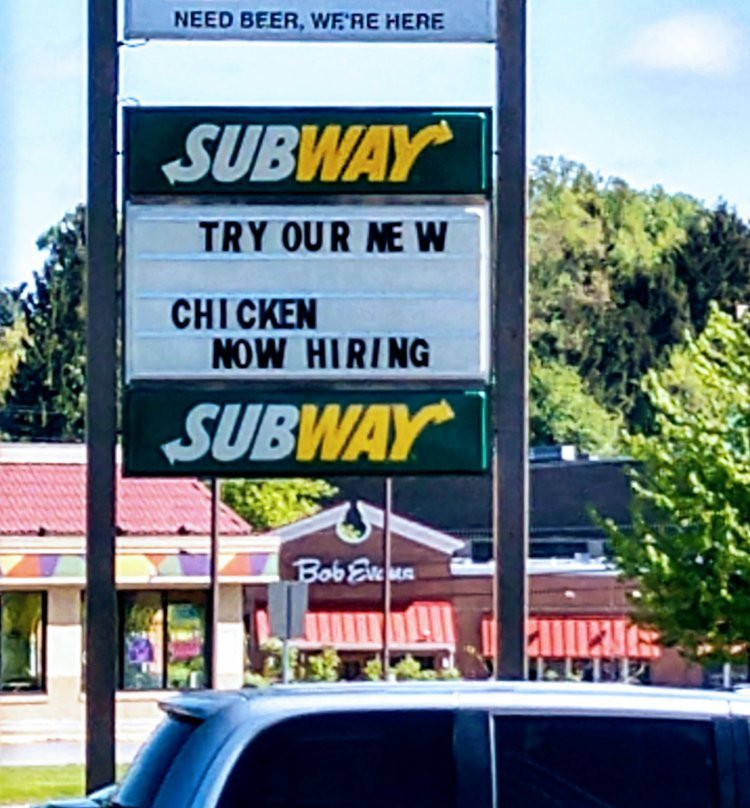 NEED BEER, WE'RE HERE
SUBWAY
TRY OUR NEW
CHICKEN
NOW HIRING
SUBWAY
Bob Evans